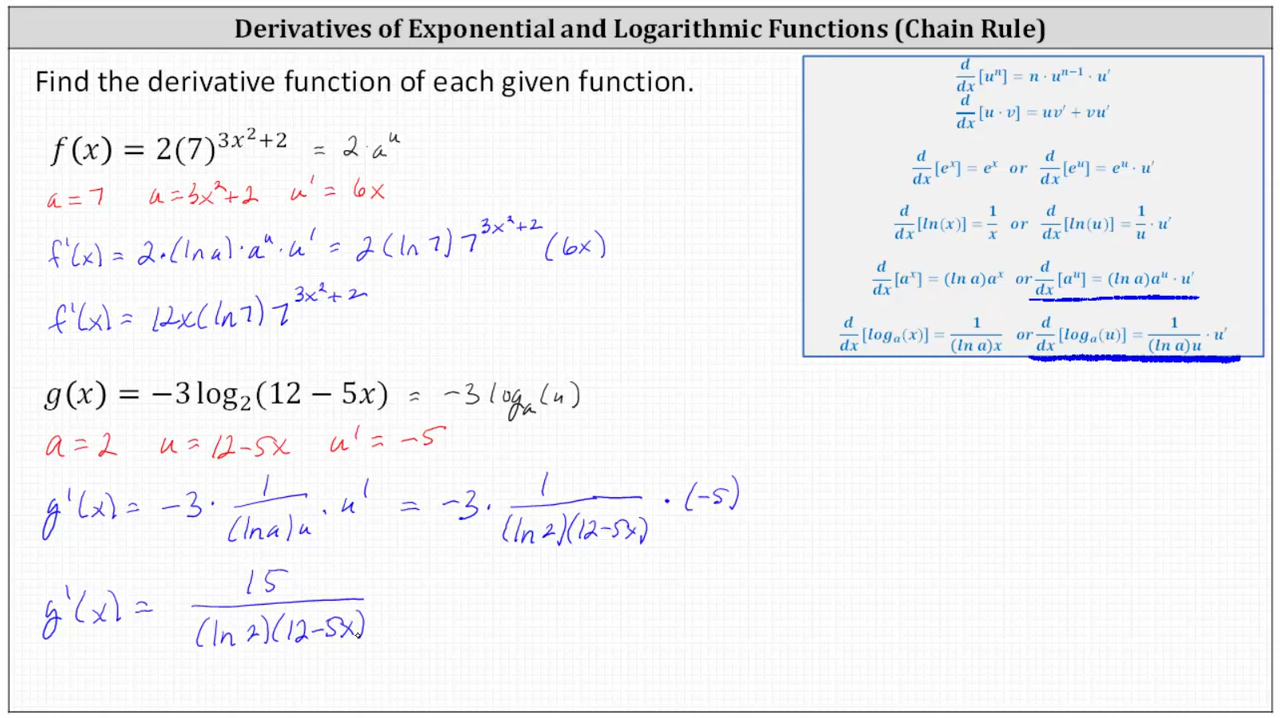 Derivatives of Exponential and Logarithmic Functions (Chain Rule)
Find the derivative function of each given function.
f(x) = 2(7)^{3x²+2} = 2·a^u
a = 7 u = 3x²+2 u' = 6x
f'(x) = 2·(ln a)·a^u·u' = 2(ln 7)7^{3x²+2}(6x)
f'(x) = 12x(ln 7)7^{3x²+2}
g(x) = −3 log₂(12 − 5x) = −3 log_a(u)
a = 2 u = 12−5x u' = −5
g'(x) = −3 · 1/((ln a)u) · u' = −3 · 1/((ln 2)(12−5x)) · (−5)
g'(x) = 15/((ln 2)(12−5x))
d/dx [u^n] = n · u^{n−1} · u'
d/dx [u · v] = uv' + vu'
d/dx [e^x] = e^x or d/dx [e^u] = e^u · u'
d/dx [ln(x)] = 1/x or d/dx [ln(u)] = 1/u · u'
d/dx [a^x] = (ln a)a^x or d/dx [a^u] = (ln a)a^u · u'
d/dx [log_a(x)] = 1/((ln a)x) or d/dx [log_a(u)] = 1/((ln a)u) · u'